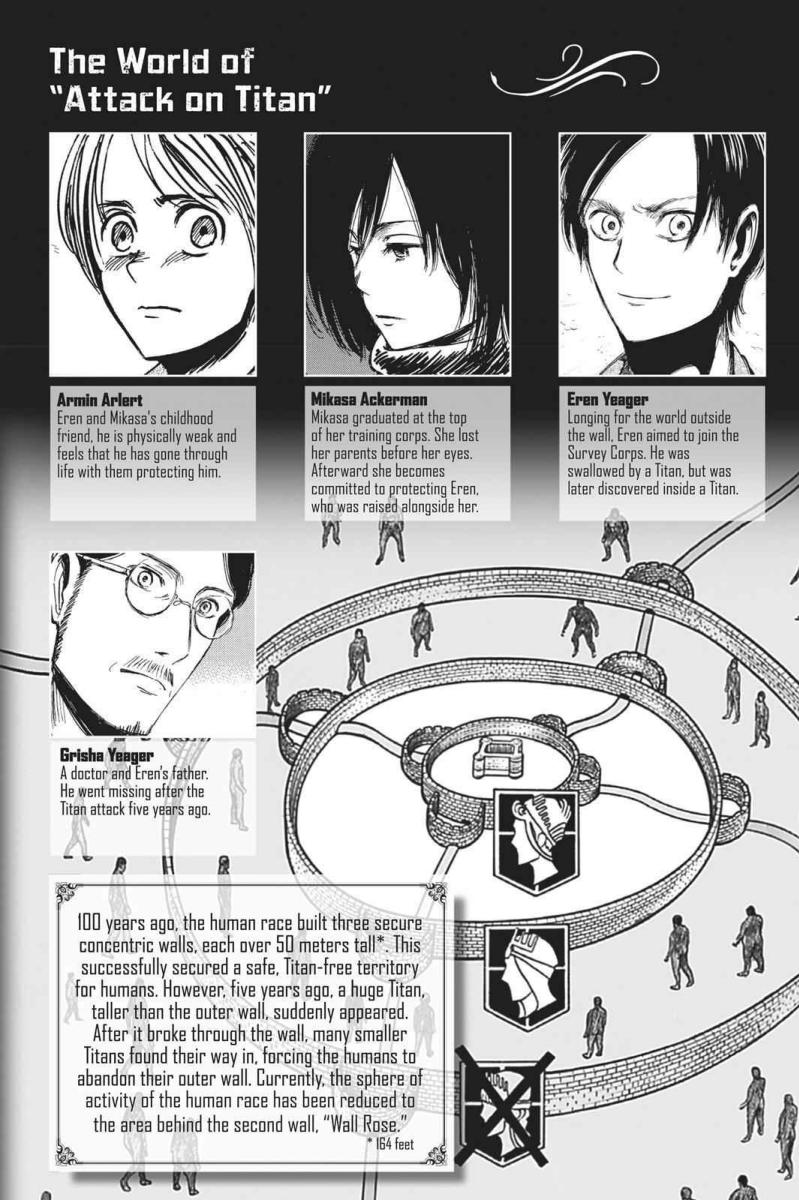 The World of
“Attack on Titan”
Armin Arlert
Eren and Mikasa's childhood
friend, he is physically weak and
feels that he has gone through
life with them protecting him.
Mikasa Ackerman
Mikasa graduated at the top
of her training corps. She lost
her parents before her eyes.
Afterward she becomes
committed to protecting Eren,
who was raised alongside her.
Eren Yeager
Longing for the world outside
the wall, Eren aimed to join the
Survey Corps. He was
swallowed by a Titan, but was
later discovered inside a Titan.
Grisha Yeager
A doctor and Eren's father.
He went missing after the
Titan attack five years ago.
100 years ago, the human race built three secure
concentric walls, each over 50 meters tall*. This
successfully secured a safe, Titan-free territory
for humans. However, five years ago, a huge Titan,
taller than the outer wall, suddenly appeared.
After it broke through the wall, many smaller
Titans found their way in, forcing the humans to
abandon their outer wall. Currently, the sphere of
activity of the human race has been reduced to
the area behind the second wall, “Wall Rose.”
* 164 feet